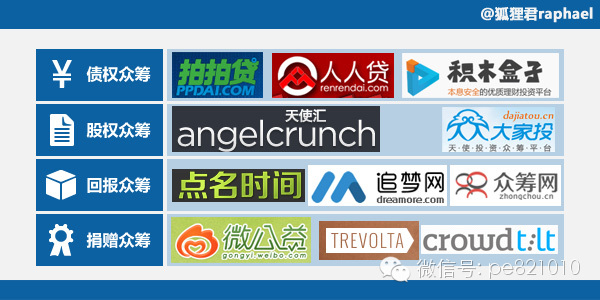 @狐狸君raphael
¥ 债权众筹
拍拍贷
PPDAI.COM
人人贷
renrendai.com
积木盒子
本息安全的优质理财投资平台
股权众筹
天使汇
angelcrunch
dajiatou.cn
大家投
天使投资众筹平台
回报众筹
点名时间
追梦网
dreamore.com
众筹网
zhongchou.cn
捐赠众筹
微公益
gongyi.weibo.com
TREVOLTA
crowdtilt
微信号: pe821010